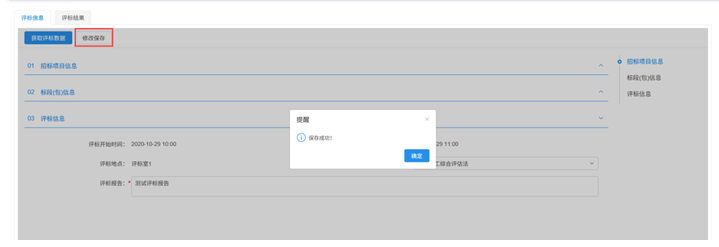 评标信息 评标结果
获取评标数据 修改保存
01 招标项目信息
02 标段(包)信息
03 评标信息
招标项目信息
标段(包)信息
评标信息
提醒 ×
保存成功!
确定
评标开始时间: 2020-10-29 10:00 29 11:00
评标地点: 评标室1 工综合评估法
评标报告: * 测试评标报告